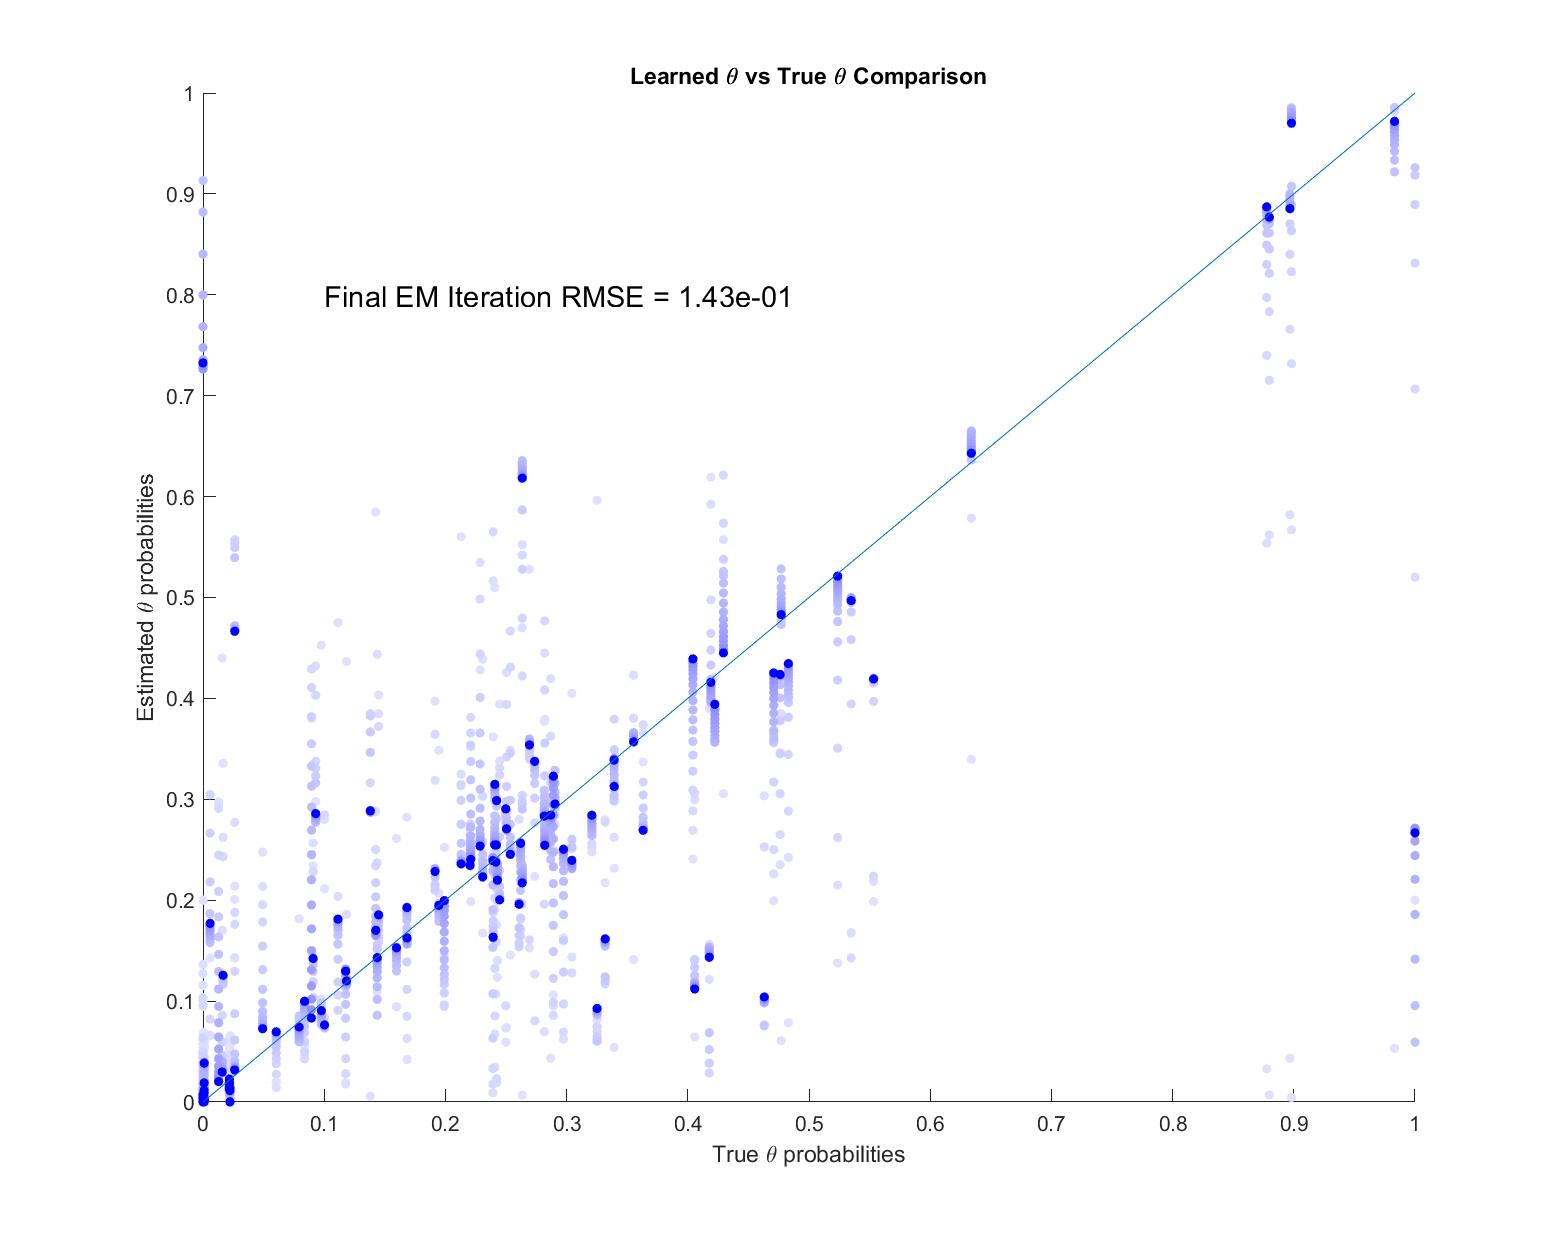 Learned θ vs True θ Comparison
1
0.9
0.8
0.7
0.6
0.5
0.4
0.3
0.2
0.1
0
Final EM Iteration RMSE = 1.43e-01
Estimated θ probabilities
0 0.1 0.2 0.3 0.4 0.5 0.6 0.7 0.8 0.9 1
True θ probabilities